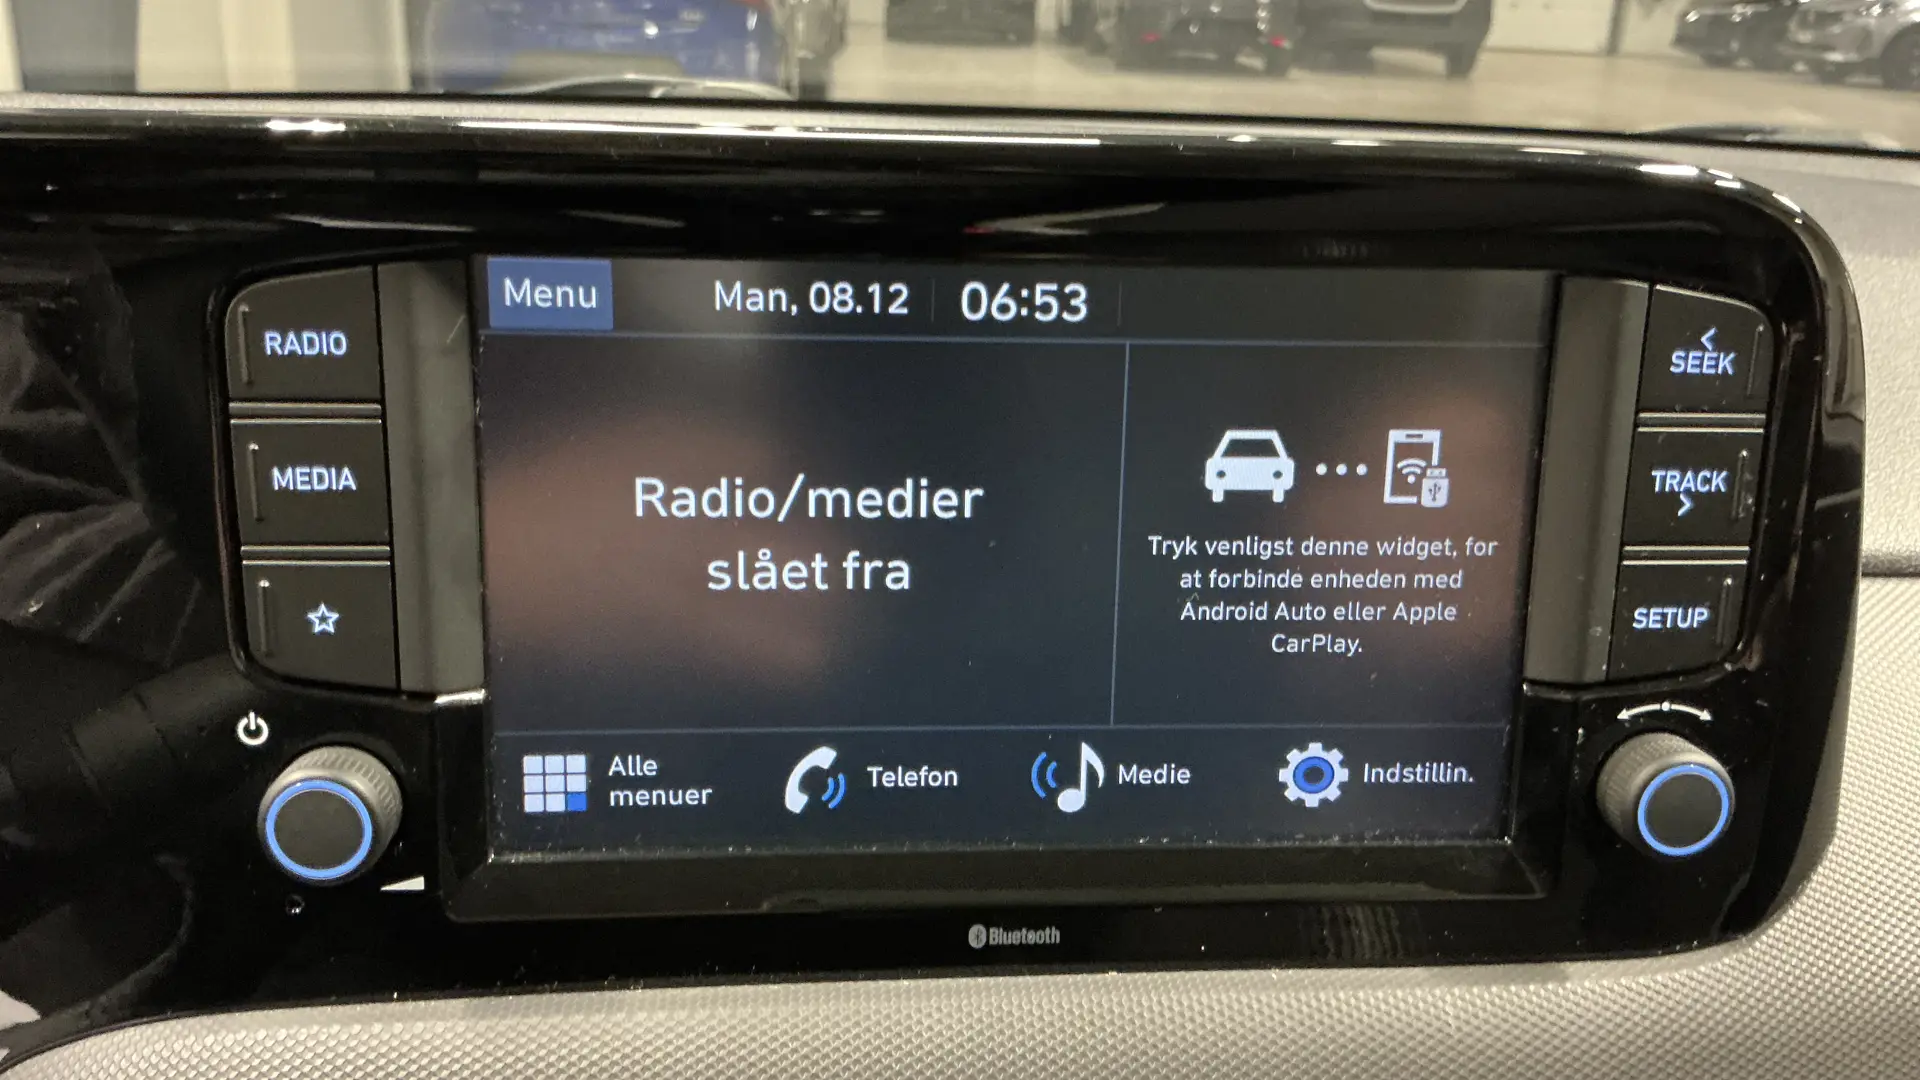 Menu
Man, 08.12
06:53
RADIO
MEDIA
Radio/medier
slået fra
Tryk venligst denne widget, for
at forbinde enheden med
Android Auto eller Apple
CarPlay.
< SEEK
TRACK >
SETUP
Alle
menuer
Telefon
Medie
Indstillin.
Bluetooth